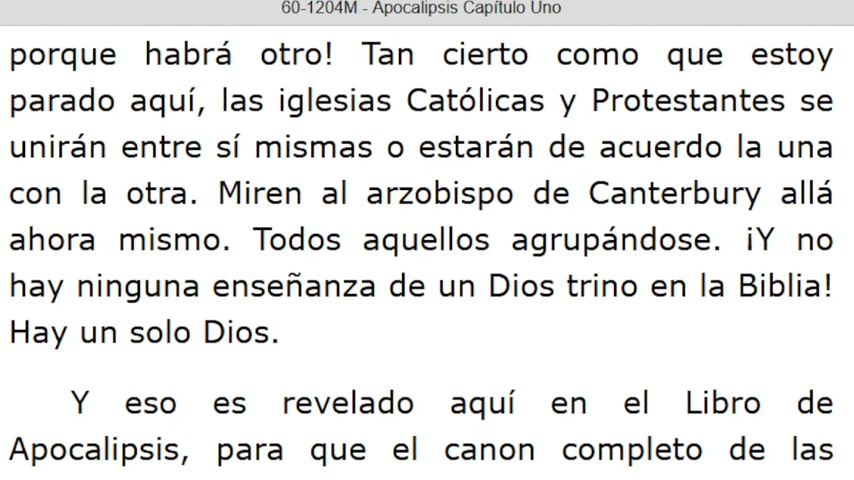 60-1204M - Apocalipsis Capítulo Uno
porque habrá otro! Tan cierto como que estoy
parado aquí, las iglesias Católicas y Protestantes se
unirán entre sí mismas o estarán de acuerdo la una
con la otra. Miren al arzobispo de Canterbury allá
ahora mismo. Todos aquellos agrupándose. ¡Y no
hay ninguna enseñanza de un Dios trino en la Biblia!
Hay un solo Dios.
Y eso es revelado aquí en el Libro de
Apocalipsis, para que el canon completo de las